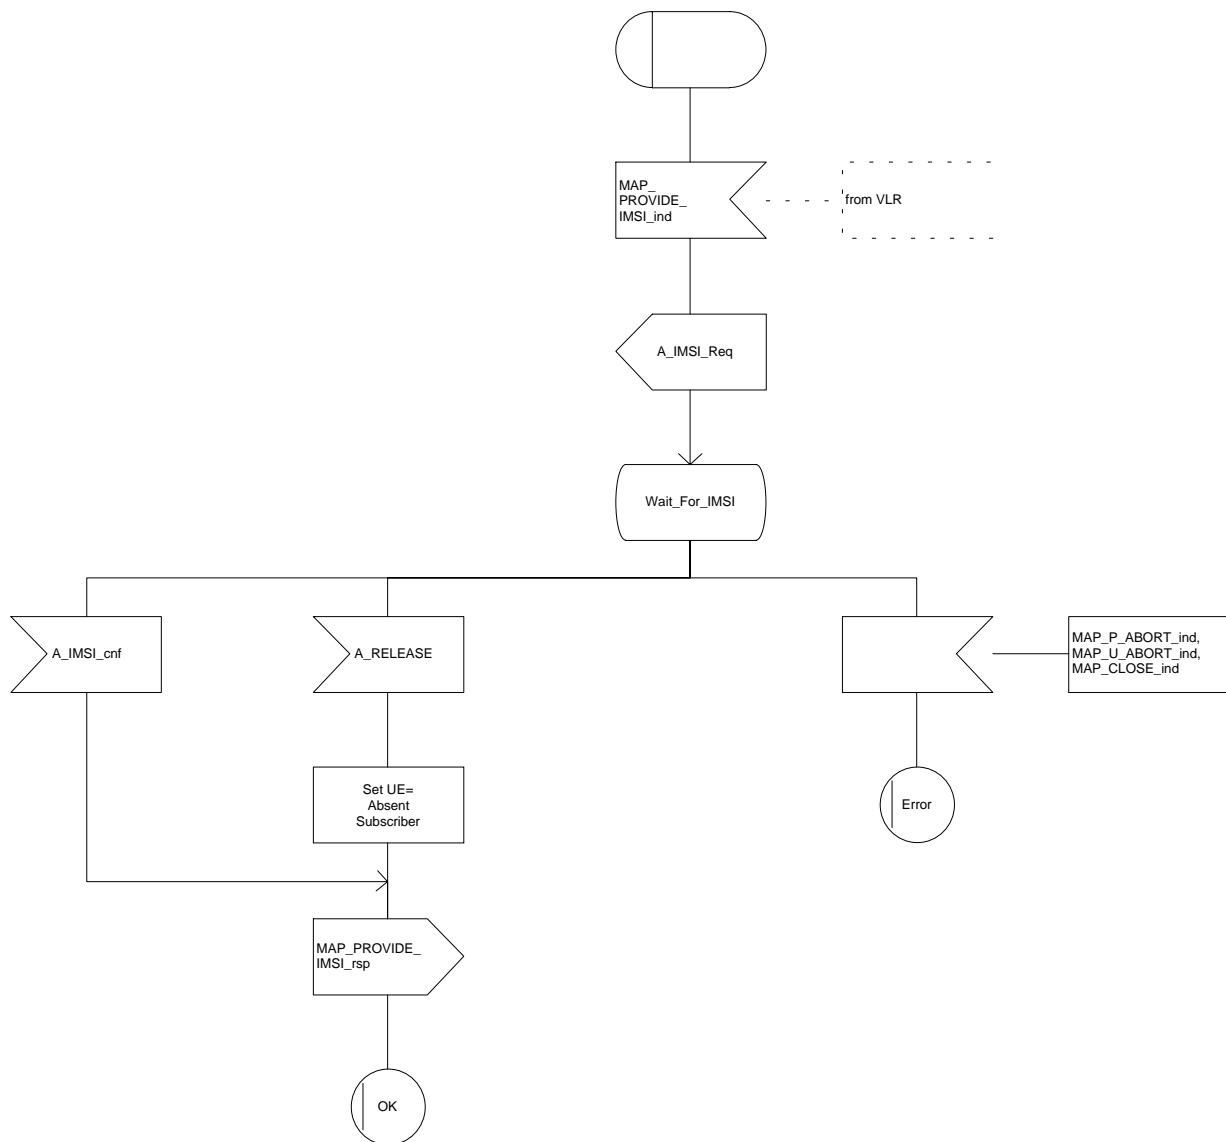 MAP_
PROVIDE_
IMSI_ind
from VLR
A_IMSI_Req
Wait_For_IMSI
A_IMSI_cnf
A_RELEASE
MAP_P_ABORT_ind,
MAP_U_ABORT_ind,
MAP_CLOSE_ind
Set UE=
Absent
Subscriber
Error
MAP_PROVIDE_
IMSI_rsp
OK